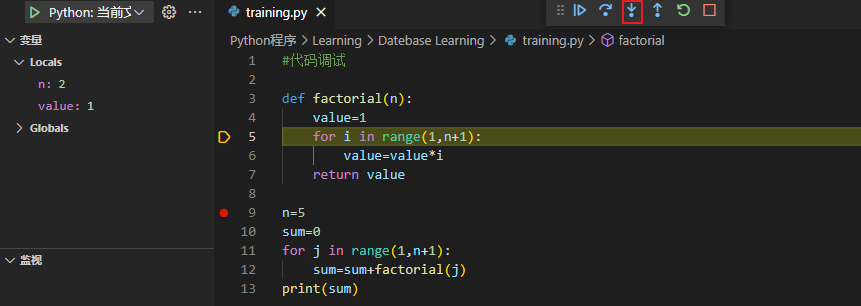 Python: 当前文
training.py
变量
Locals
n: 2
value: 1
Globals
监视
Python程序 > Learning > Datebase Learning > training.py > factorial
1 #代码调试
2
3 def factorial(n):
4 value=1
5 for i in range(1,n+1):
6 value=value*i
7 return value
8
9 n=5
10 sum=0
11 for j in range(1,n+1):
12 sum=sum+factorial(j)
13 print(sum)